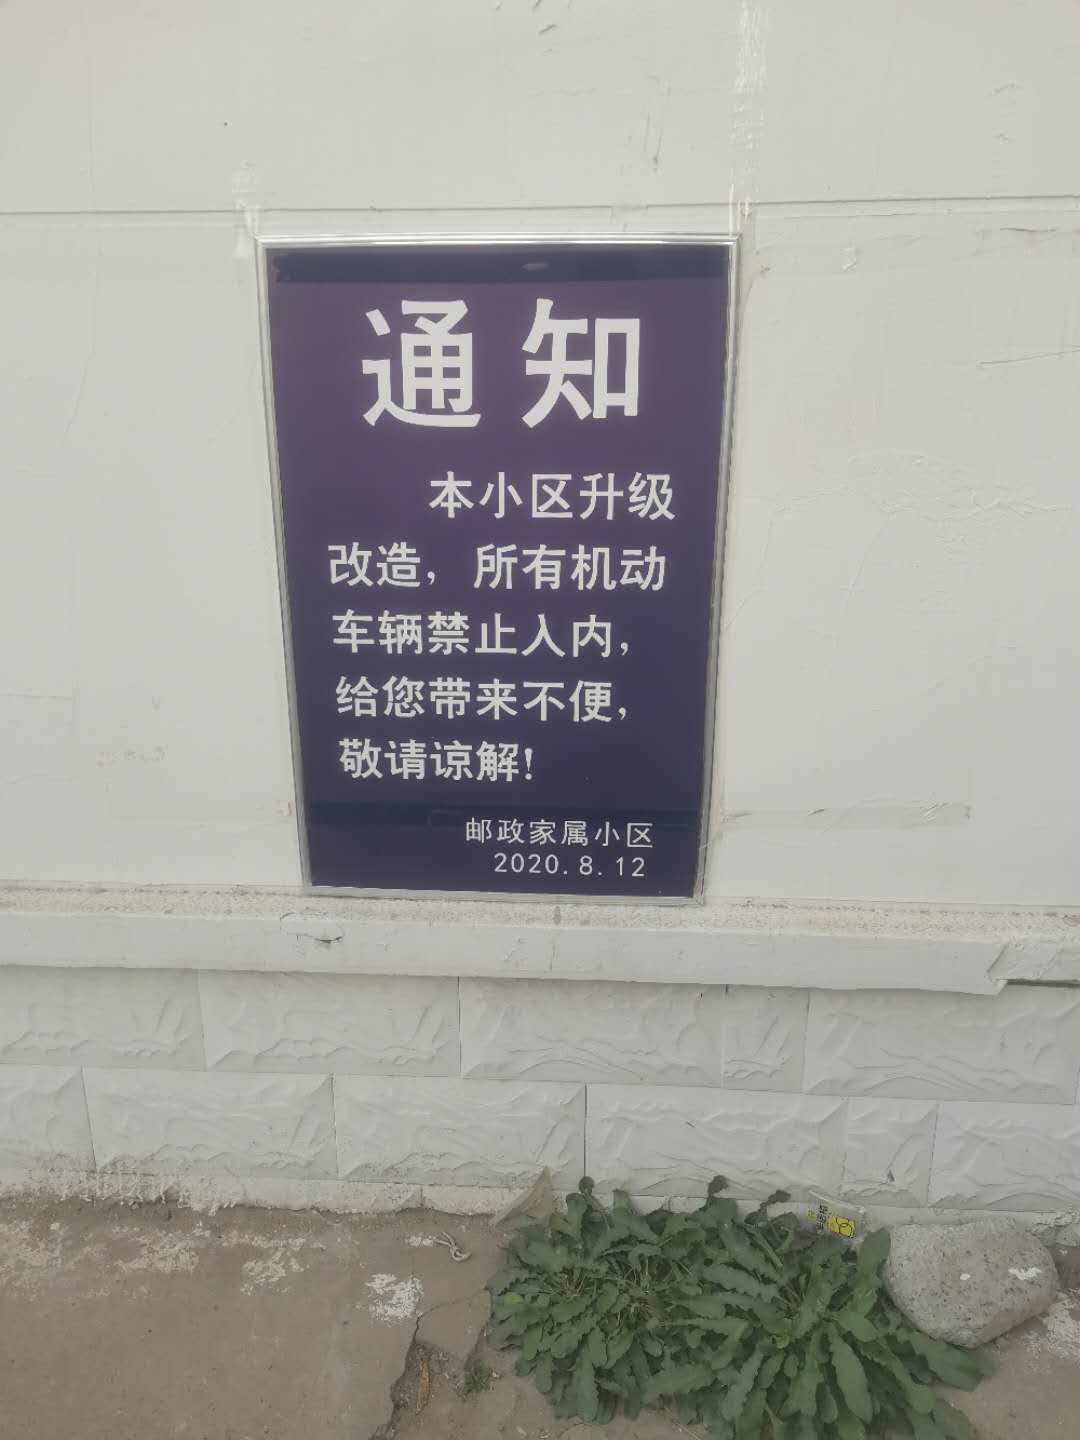 通知
本小区升级
改造，所有机动
车辆禁止入内，
给您带来不便，
敬请谅解！
邮政家属小区
2020.8.12